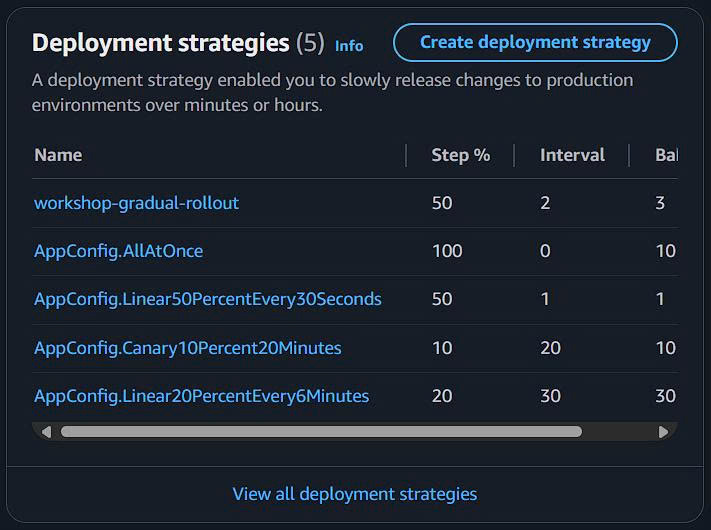 Deployment strategies (5) Info Create deployment strategy
A deployment strategy enabled you to slowly release changes to production
environments over minutes or hours.
Name Step % Interval Bal
workshop-gradual-rollout 50 2 3
AppConfig.AllAtOnce 100 0 10
AppConfig.Linear50PercentEvery30Seconds 50 1 1
AppConfig.Canary10Percent20Minutes 10 20 10
AppConfig.Linear20PercentEvery6Minutes 20 30 30
View all deployment strategies